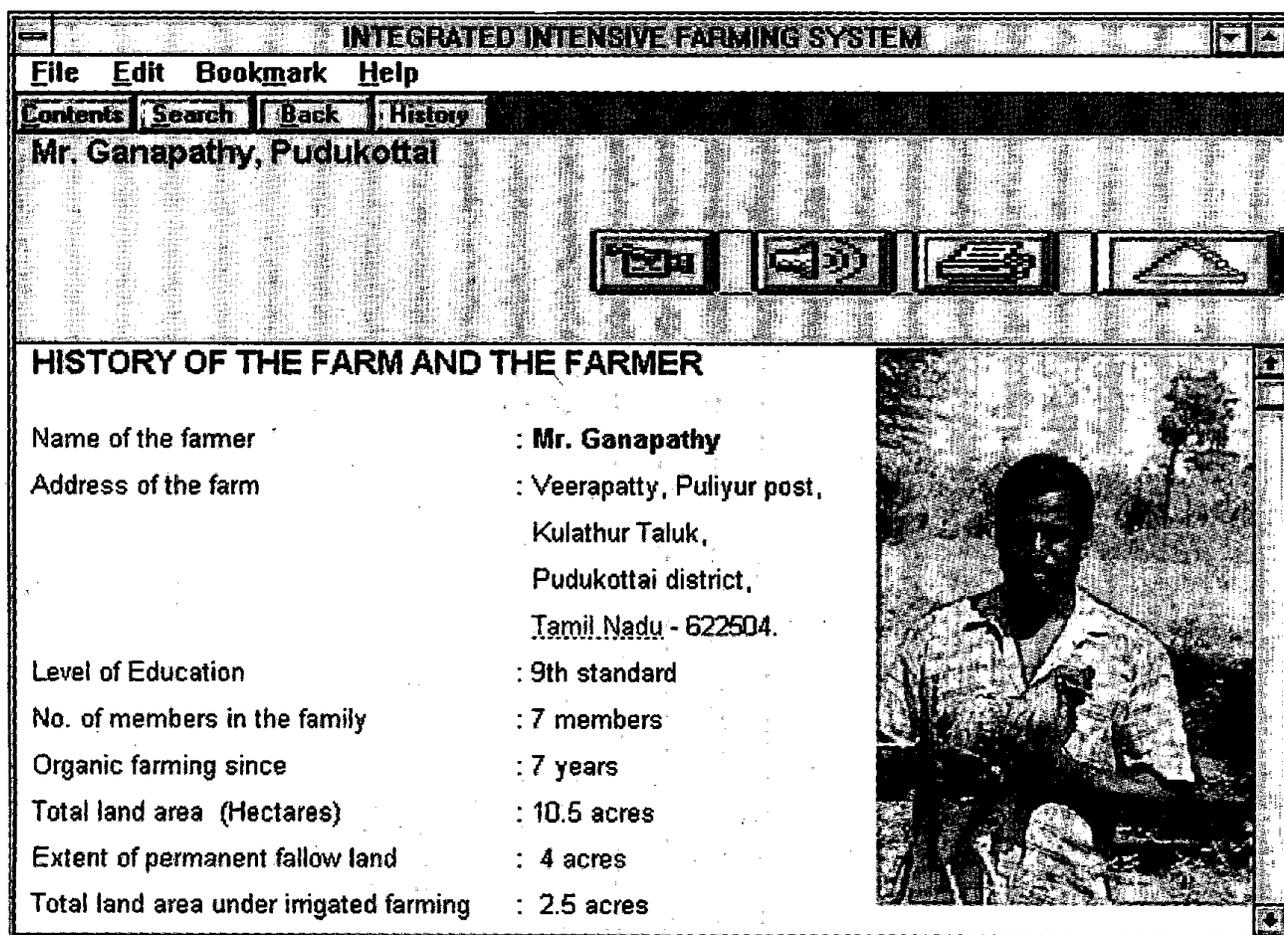 INTEGRATED INTENSIVE FARMING SYSTEM
File Edit Bookmark Help
Contents Search Back History
Mr. Ganapathy, Pudukottai
HISTORY OF THE FARM AND THE FARMER
Name of the farmer : Mr. Ganapathy
Address of the farm : Veerapatty, Puliyur post,
Kulathur Taluk,
Pudukottai district,
Tamil Nadu - 622504.
Level of Education : 9th standard
No. of members in the family : 7 members
Organic farming since : 7 years
Total land area (Hectares) : 10.5 acres
Extent of permanent fallow land : 4 acres
Total land area under irrigated farming : 2.5 acres